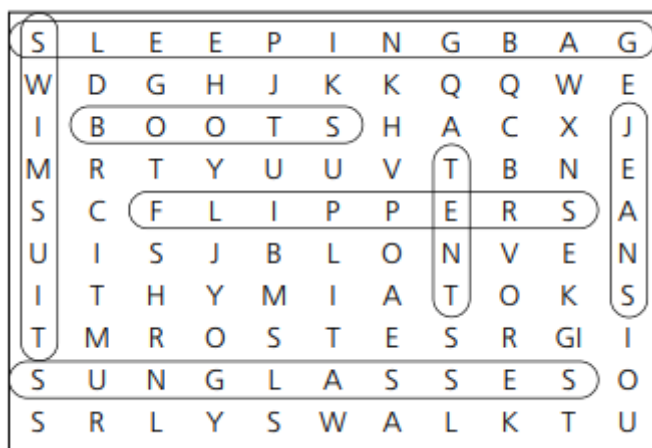 S L E E P I N G B A G
W D G H J K K Q Q W E
I B O O T S H A C X J
M R T Y U U V T B N E
S C F L I P P E R S A
U I S J B L O N V E N
I T H Y M I A T O K S
T M R O S T E S R GI I
S U N G L A S S E S O
S R L Y S W A L K T U